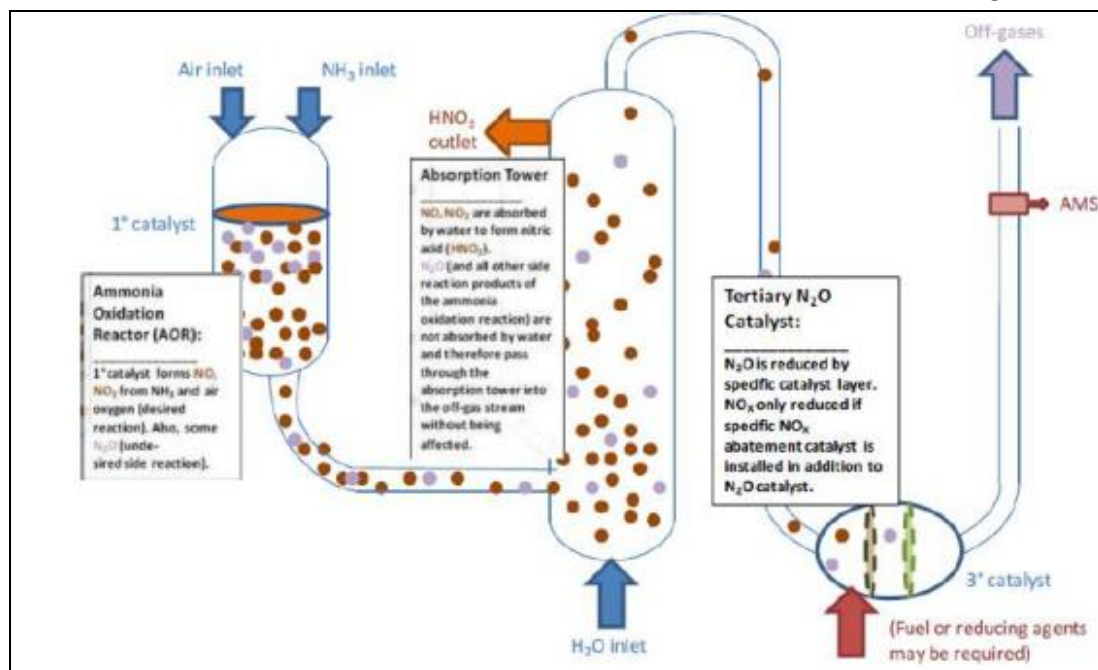 Off-gases
Air inlet
NH₃ inlet
HNO₃
outlet
1° catalyst
AMS
Ammonia
Oxidation
Reactor (AOR):
1° catalyst forms NO,
NO₂ from NH₃ and air
oxygen (desired
reaction). Also, some
N₂O (unde-
sired side reaction).
Absorption Tower
NO, NO₂ are absorbed
by water to form nitric
acid (HNO₃).
N₂O (and all other side
reaction products of
the ammonia
oxidation reaction) are
not absorbed by water
and therefore pass
through the
absorption tower into
the off-gas stream
without being
affected.
Tertiary N₂O
Catalyst:
N₂O is reduced by
specific catalyst layer.
NOₓ only reduced if
specific NOₓ
abatement catalyst is
installed in addition to
N₂O catalyst.
3° catalyst
H₂O inlet
(Fuel or reducing agents
may be required)